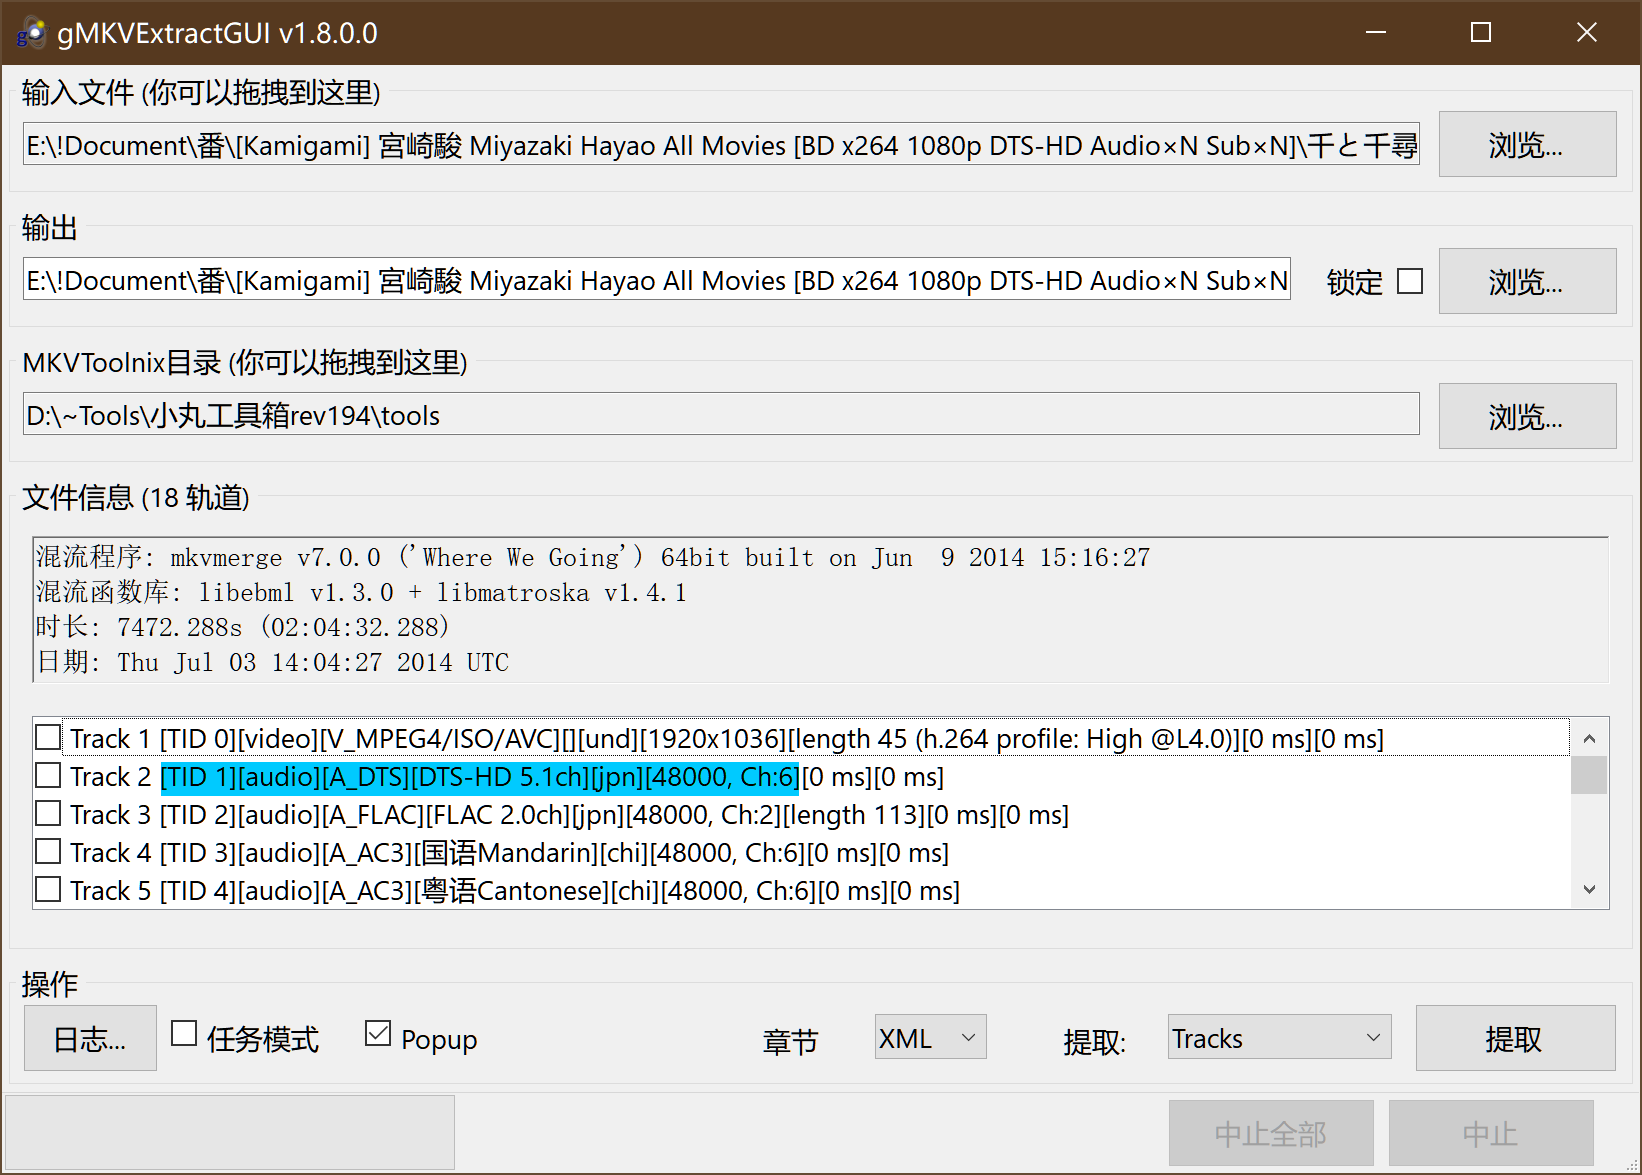 gMKVExtractGUI v1.8.0.0
输入文件 (你可以拖拽到这里)
E:\!Document\番\[Kamigami] 宮崎駿 Miyazaki Hayao All Movies [BD x264 1080p DTS-HD Audio×N Sub×N]\千と千尋
浏览...
输出
E:\!Document\番\[Kamigami] 宮崎駿 Miyazaki Hayao All Movies [BD x264 1080p DTS-HD Audio×N Sub×N
锁定
浏览...
MKVToolnix目录 (你可以拖拽到这里)
D:\~Tools\小丸工具箱rev194\tools
浏览...
文件信息 (18 轨道)
混流程序: mkvmerge v7.0.0 ('Where We Going') 64bit built on Jun  9 2014 15:16:27
混流函数库: libebml v1.3.0 + libmatroska v1.4.1
时长: 7472.288s (02:04:32.288)
日期: Thu Jul 03 14:04:27 2014 UTC
Track 1 [TID 0][video][V_MPEG4/ISO/AVC][][und][1920x1036][length 45 (h.264 profile: High @L4.0)][0 ms][0 ms]
Track 2 [TID 1][audio][A_DTS][DTS-HD 5.1ch][jpn][48000, Ch:6][0 ms][0 ms]
Track 3 [TID 2][audio][A_FLAC][FLAC 2.0ch][jpn][48000, Ch:2][length 113][0 ms][0 ms]
Track 4 [TID 3][audio][A_AC3][国语Mandarin][chi][48000, Ch:6][0 ms][0 ms]
Track 5 [TID 4][audio][A_AC3][粤语Cantonese][chi][48000, Ch:6][0 ms][0 ms]
操作
日志... 任务模式 Popup 章节 XML 提取: Tracks 提取
中止全部 中止